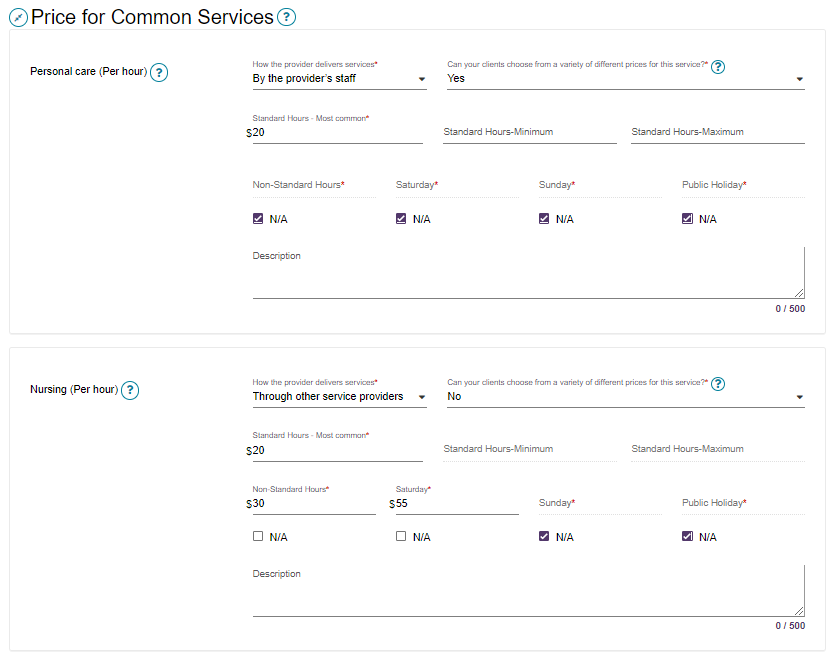 Price for Common Services ?
Personal care (Per hour) ?
How the provider delivers services*
By the provider's staff
Can your clients choose from a variety of different prices for this service?* ?
Yes
Standard Hours - Most common*
$20
Standard Hours-Minimum
Standard Hours-Maximum
Non-Standard Hours*
Saturday*
Sunday*
Public Holiday*
N/A
N/A
N/A
N/A
Description
0 / 500
Nursing (Per hour) ?
How the provider delivers services*
Through other service providers
Can your clients choose from a variety of different prices for this service?* ?
No
Standard Hours - Most common*
$20
Standard Hours-Minimum
Standard Hours-Maximum
Non-Standard Hours*
$30
Saturday*
$55
Sunday*
Public Holiday*
N/A
N/A
N/A
N/A
Description
0 / 500